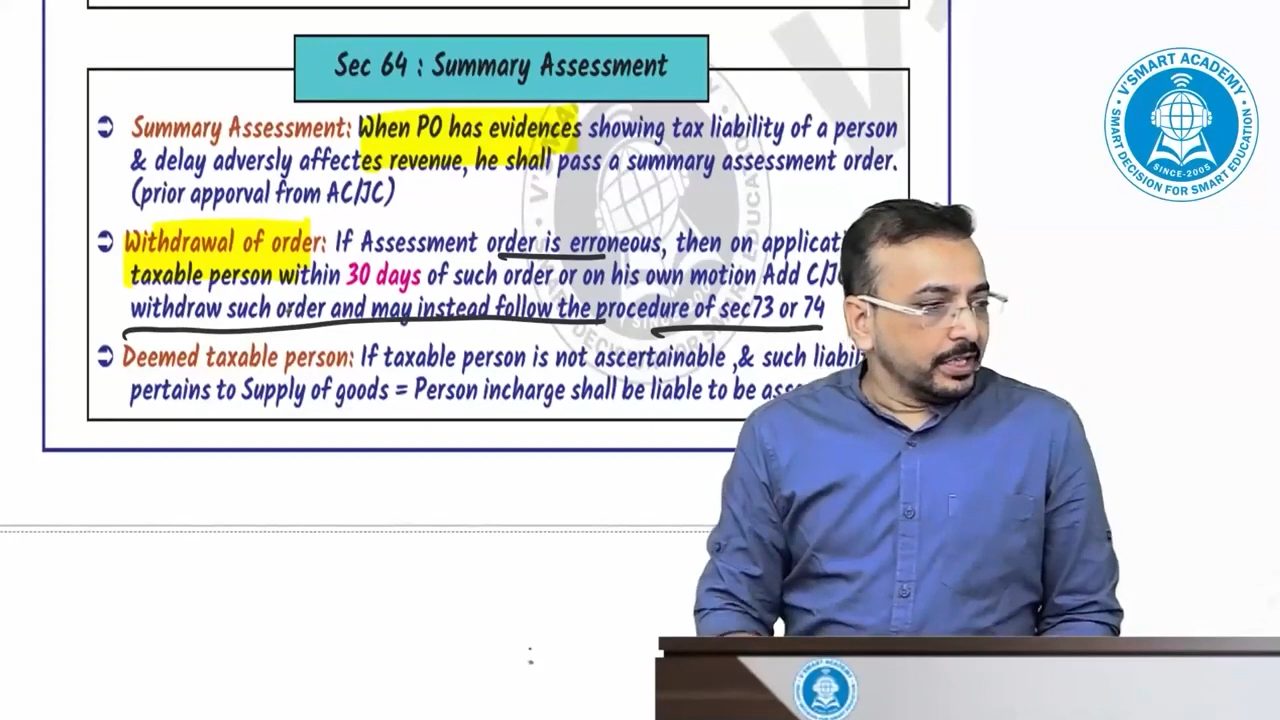 Sec 64 : Summary Assessment
➲ Summary Assessment: When PO has evidences showing tax liability of a person
& delay adversly affectes revenue, he shall pass a summary assessment order.
(prior apporval from AC/JC)
➲ Withdrawal of order: If Assessment order is erroneous, then on applicati
taxable person within 30 days of such order or on his own motion Add C/J
withdraw such order and may instead follow the procedure of sec73 or 74
➲ Deemed taxable person: If taxable person is not ascertainable ,& such liabil
pertains to Supply of goods = Person incharge shall be liable to be ass
V'SMART ACADEMY
SINCE-2005
SMART DECISION FOR SMART EDUCATION